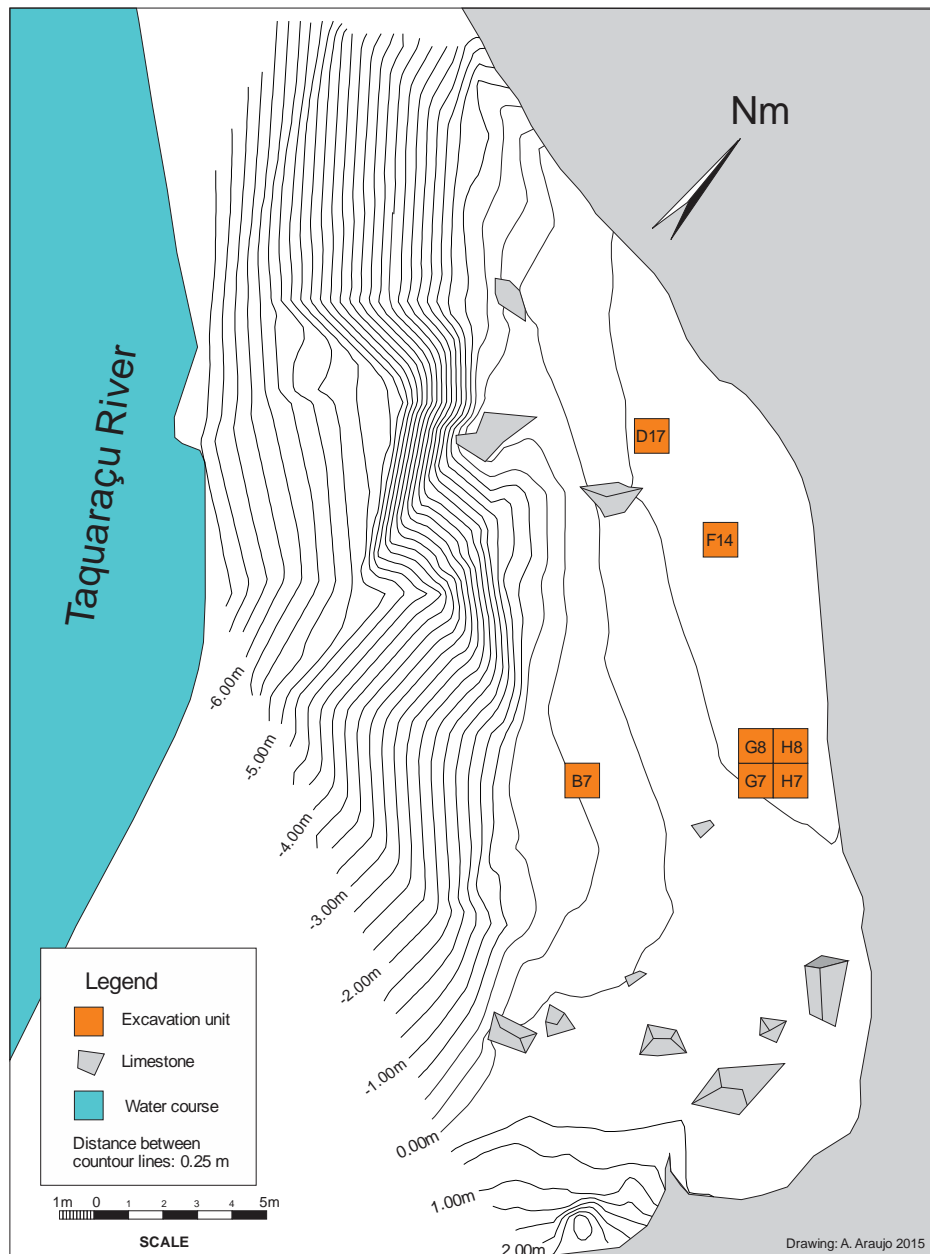 Nm
Taquaraçu River
D17
F14
G8 H8
B7
G7 H7
-6.00m
-5.00m
-4.00m
-3.00m
-2.00m
-1.00m
0.00m
1.00m
2.00m
Legend
Excavation unit
Limestone
Water course
Distance between
countour lines: 0.25 m
1m 0 1 2 3 4 5m
SCALE
Drawing: A. Araujo 2015